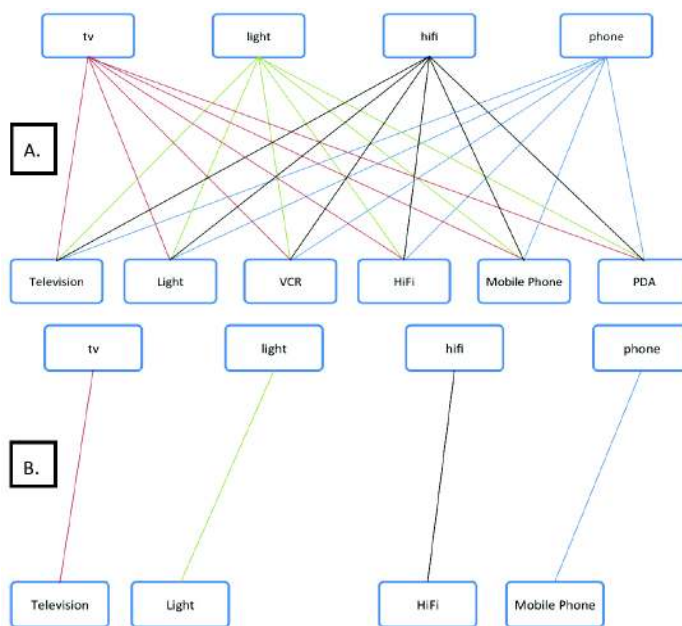 tv light hifi phone
A.
Television Light VCR HiFi Mobile Phone PDA
tv light hifi phone
B.
Television Light HiFi Mobile Phone